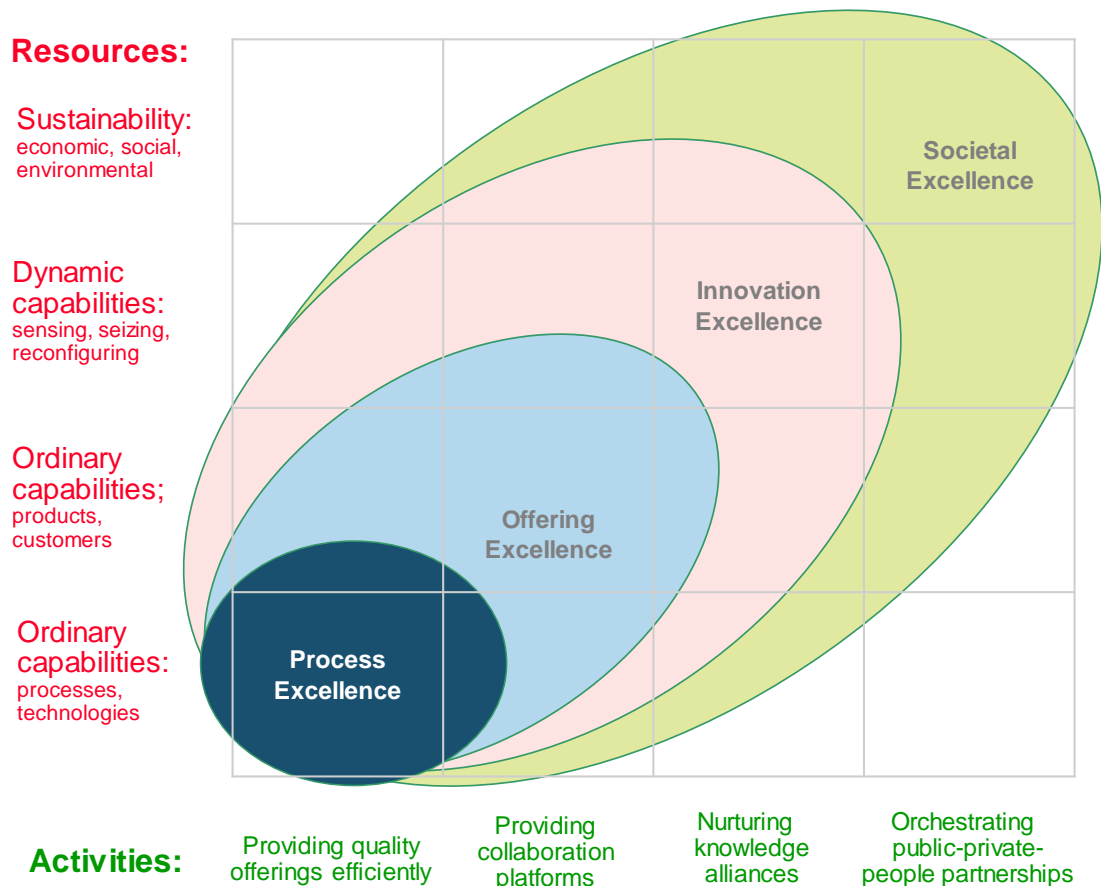 Resources:
Sustainability:
economic, social,
environmental
Societal
Excellence
Dynamic
capabilities:
sensing, seizing,
reconfiguring
Innovation
Excellence
Ordinary
capabilities;
products,
customers
Offering
Excellence
Ordinary
capabilities:
processes,
technologies
Process
Excellence
Activities:
Providing quality
offerings efficiently
Providing
collaboration
platforms
Nurturing
knowledge
alliances
Orchestrating
public-private-
people partnerships